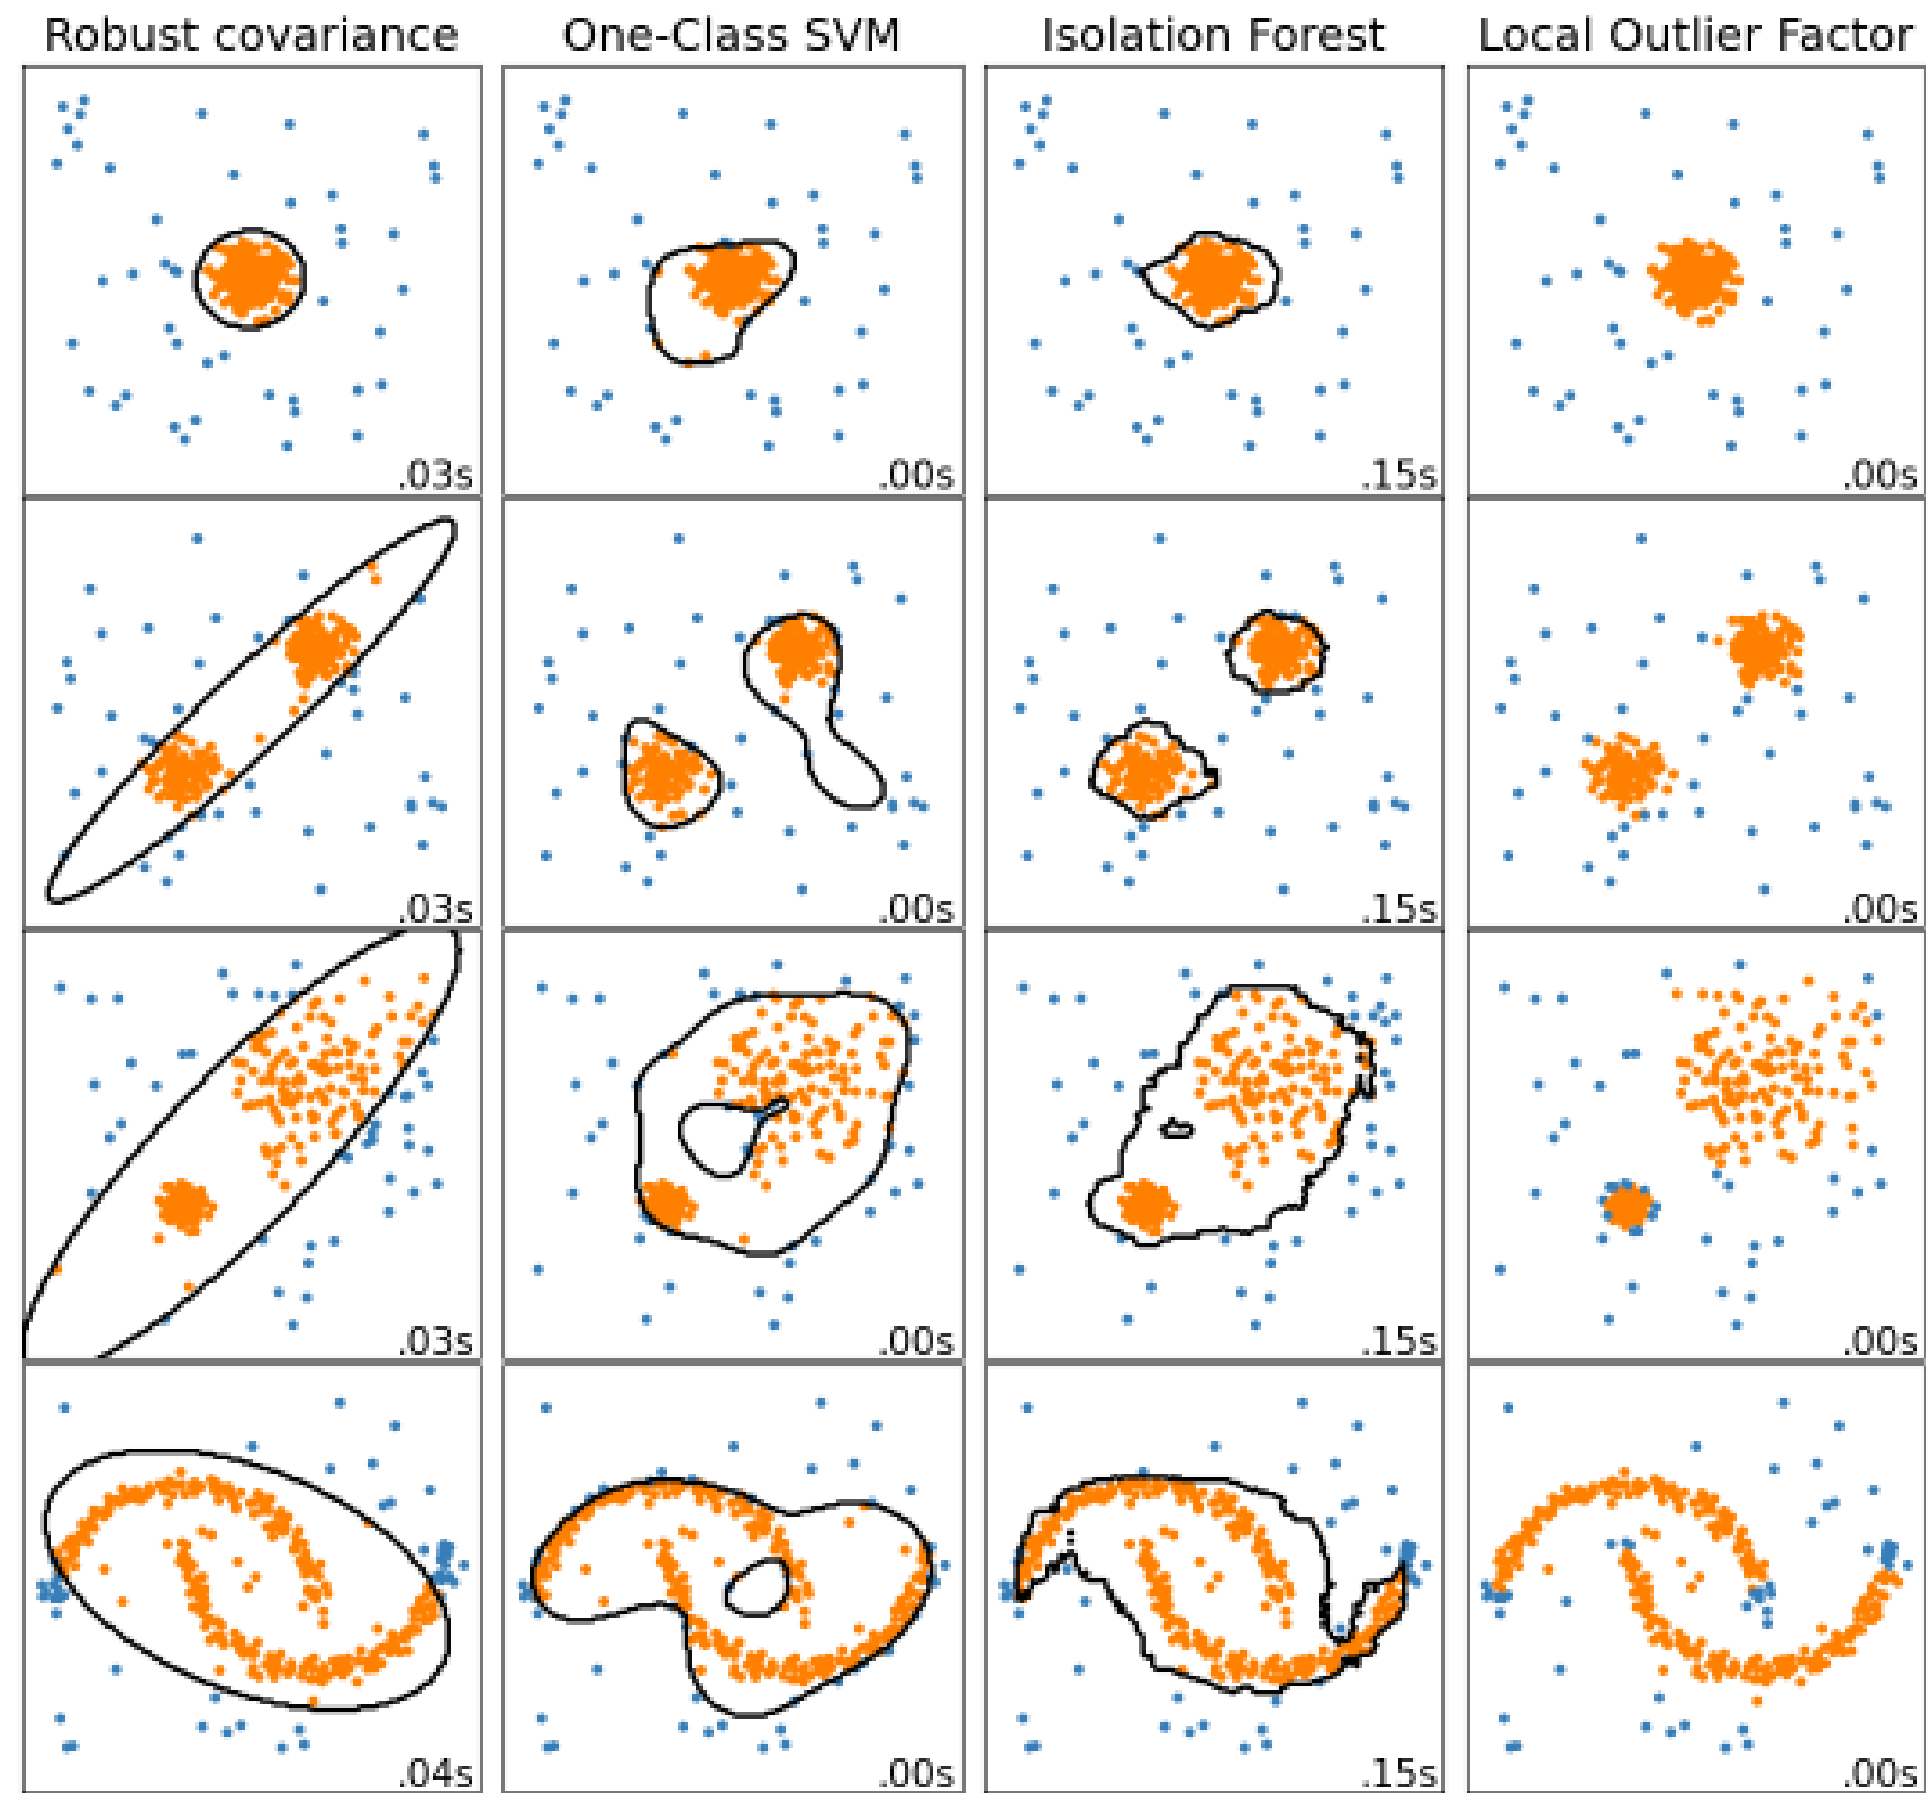 Robust covariance
One-Class SVM
Isolation Forest
Local Outlier Factor
.03s
.00s
.15s
.00s
.03s
.00s
.15s
.00s
.03s
.00s
.15s
.00s
.04s
.00s
.15s
.00s